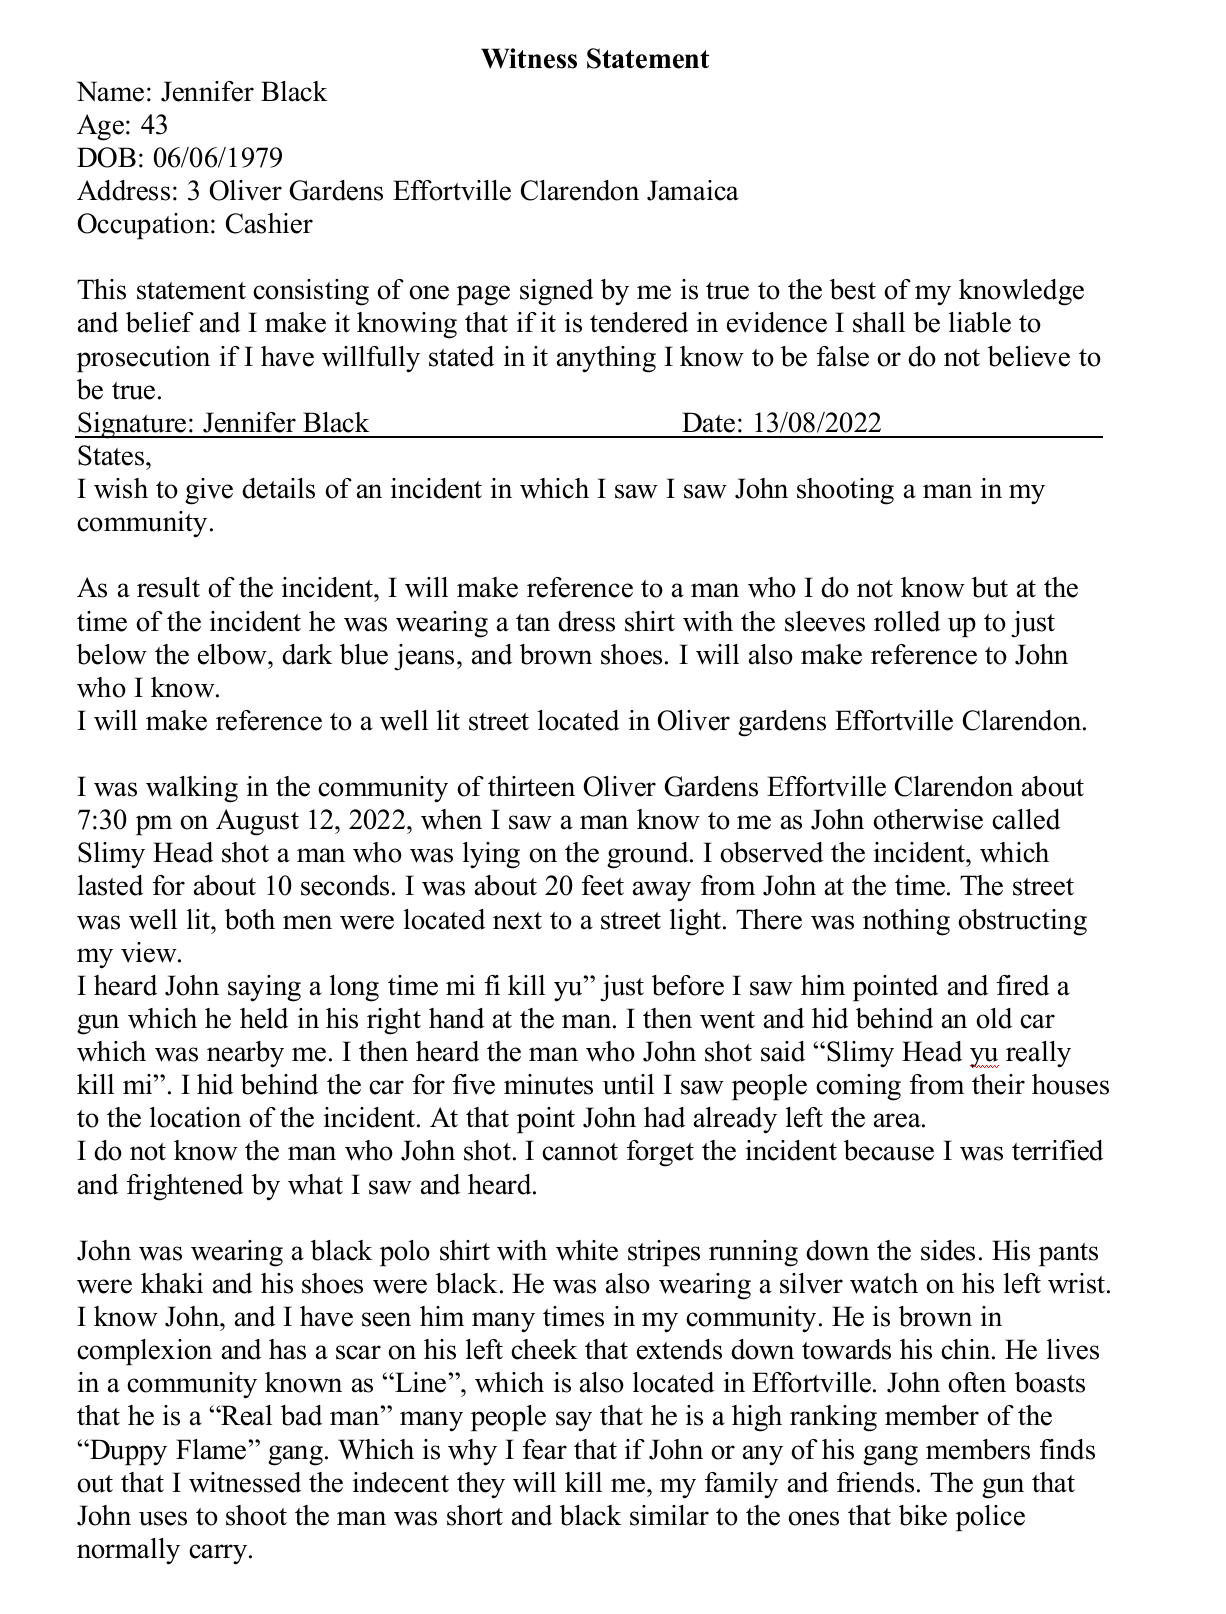 Witness Statement
Name: Jennifer Black
Age: 43
DOB: 06/06/1979
Address: 3 Oliver Gardens Effortville Clarendon Jamaica
Occupation: Cashier
This statement consisting of one page signed by me is true to the best of my knowledge
and belief and I make it knowing that if it is tendered in evidence I shall be liable to
prosecution if I have willfully stated in it anything I know to be false or do not believe to
be true.
Signature: Jennifer Black Date: 13/08/2022
States,
I wish to give details of an incident in which I saw I saw John shooting a man in my
community.
As a result of the incident, I will make reference to a man who I do not know but at the
time of the incident he was wearing a tan dress shirt with the sleeves rolled up to just
below the elbow, dark blue jeans, and brown shoes. I will also make reference to John
who I know.
I will make reference to a well lit street located in Oliver gardens Effortville Clarendon.
I was walking in the community of thirteen Oliver Gardens Effortville Clarendon about
7:30 pm on August 12, 2022, when I saw a man know to me as John otherwise called
Slimy Head shot a man who was lying on the ground. I observed the incident, which
lasted for about 10 seconds. I was about 20 feet away from John at the time. The street
was well lit, both men were located next to a street light. There was nothing obstructing
my view.
I heard John saying a long time mi fi kill yu” just before I saw him pointed and fired a
gun which he held in his right hand at the man. I then went and hid behind an old car
which was nearby me. I then heard the man who John shot said “Slimy Head yu really
kill mi”. I hid behind the car for five minutes until I saw people coming from their houses
to the location of the incident. At that point John had already left the area.
I do not know the man who John shot. I cannot forget the incident because I was terrified
and frightened by what I saw and heard.
John was wearing a black polo shirt with white stripes running down the sides. His pants
were khaki and his shoes were black. He was also wearing a silver watch on his left wrist.
I know John, and I have seen him many times in my community. He is brown in
complexion and has a scar on his left cheek that extends down towards his chin. He lives
in a community known as “Line”, which is also located in Effortville. John often boasts
that he is a “Real bad man” many people say that he is a high ranking member of the
“Duppy Flame” gang. Which is why I fear that if John or any of his gang members finds
out that I witnessed the indecent they will kill me, my family and friends. The gun that
John uses to shoot the man was short and black similar to the ones that bike police
normally carry.